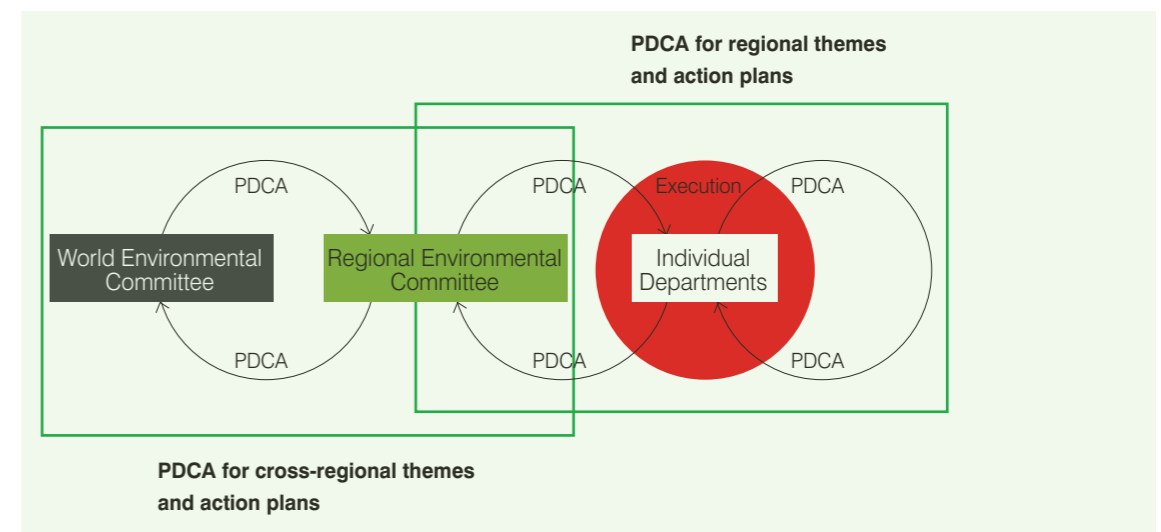 PDCA for regional themes
and action plans
PDCA
PDCA
Execution
PDCA
World Environmental
Committee
Regional Environmental
Committee
Individual
Departments
PDCA
PDCA
PDCA
PDCA for cross-regional themes
and action plans